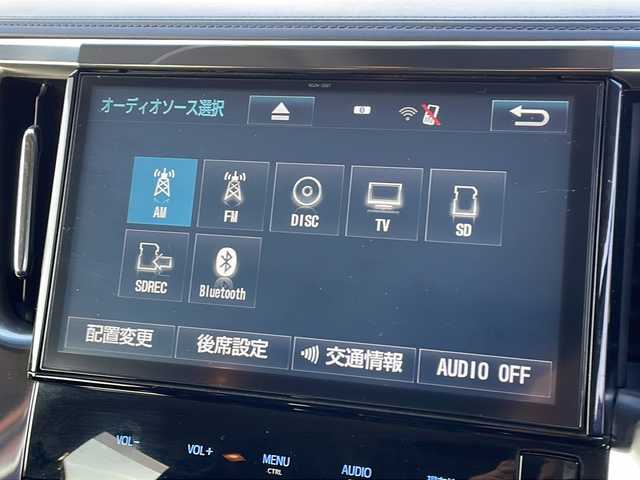 オーディオソース選択
AM
FM
DISC
TV
SD
SDREC
Bluetooth
配置変更
後席設定
交通情報
AUDIO OFF
VOL-
VOL+
MENU
CTRL
AUDIO